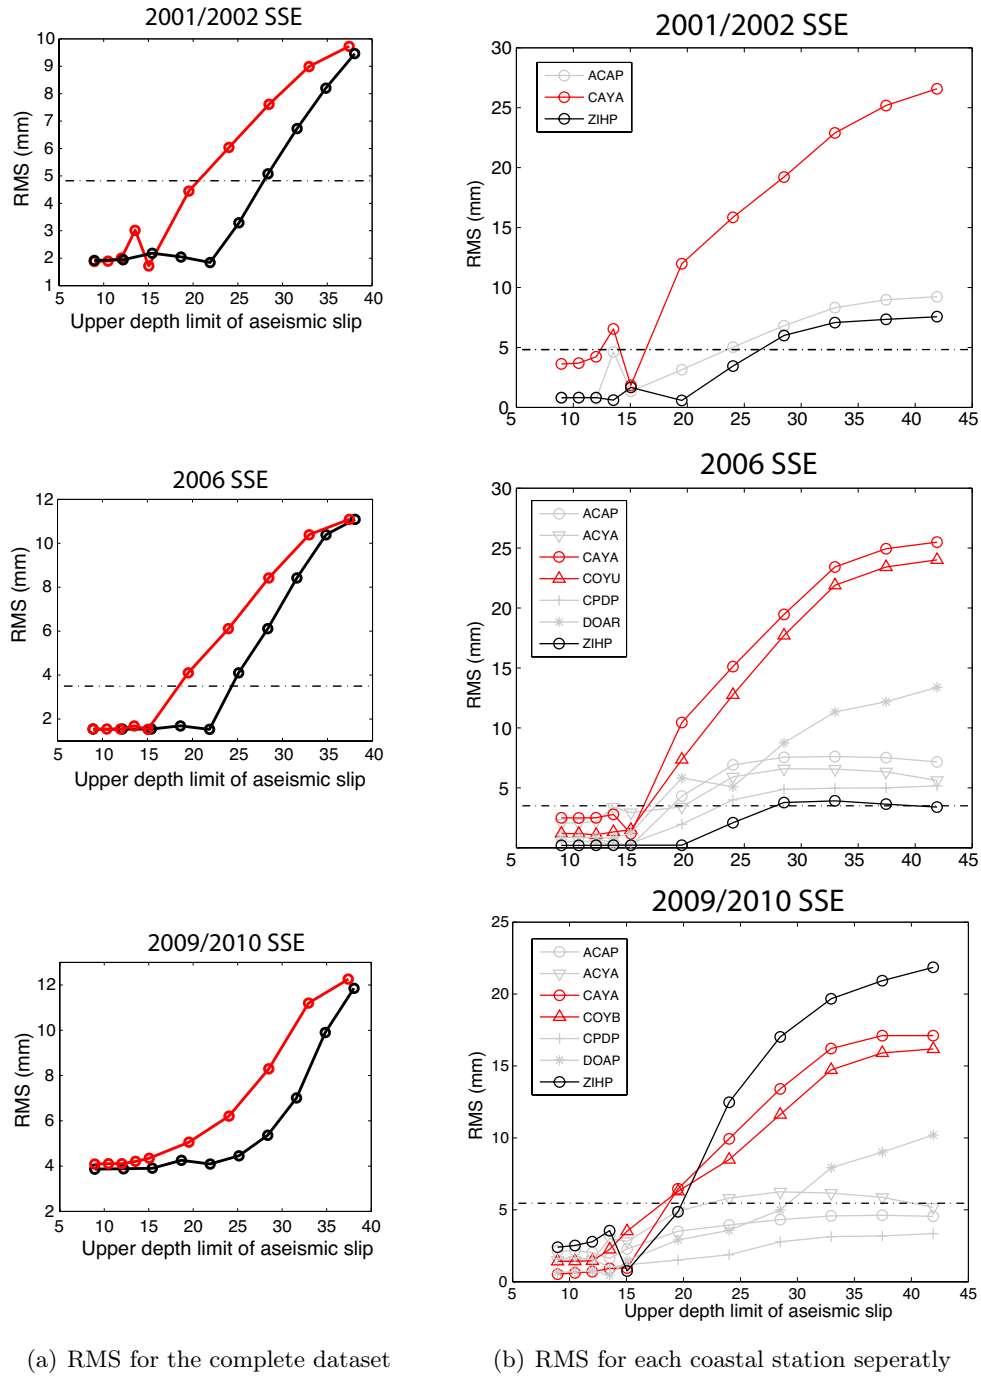 2001/2002 SSE
10
9
8
7
6
5
4
3
2
1
RMS (mm)
5 10 15 20 25 30 35 40
Upper depth limit of aseismic slip
2001/2002 SSE
30
25
20
15
10
5
0
RMS (mm)
ACAP
CAYA
ZIHP
5 10 15 20 25 30 35 40 45
2006 SSE
12
10
8
6
4
2
RMS (mm)
5 10 15 20 25 30 35 40
Upper depth limit of aseismic slip
2006 SSE
30
25
20
15
10
5
RMS (mm)
ACAP
ACYA
CAYA
COYU
CPDP
DOAR
ZIHP
5 10 15 20 25 30 35 40 45
2009/2010 SSE
12
10
8
6
4
2
RMS (mm)
5 10 15 20 25 30 35 40
Upper depth limit of aseismic slip
2009/2010 SSE
25
20
15
10
5
0
RMS (mm)
ACAP
ACYA
CAYA
COYB
CPDP
DOAP
ZIHP
5 10 15 20 25 30 35 40 45
Upper depth limit of aseismic slip
(a) RMS for the complete dataset
(b) RMS for each coastal station seperatly